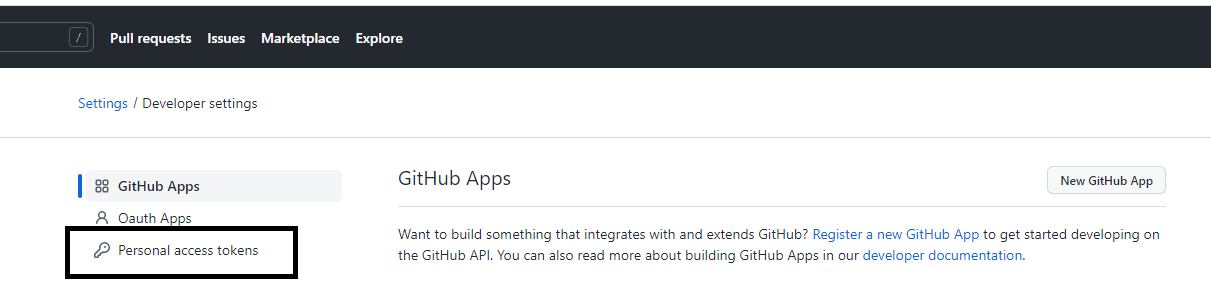 / Pull requests Issues Marketplace Explore
Settings / Developer settings
GitHub Apps
Oauth Apps
Personal access tokens
GitHub Apps
New GitHub App
Want to build something that integrates with and extends GitHub? Register a new GitHub App to get started developing on
the GitHub API. You can also read more about building GitHub Apps in our developer documentation.